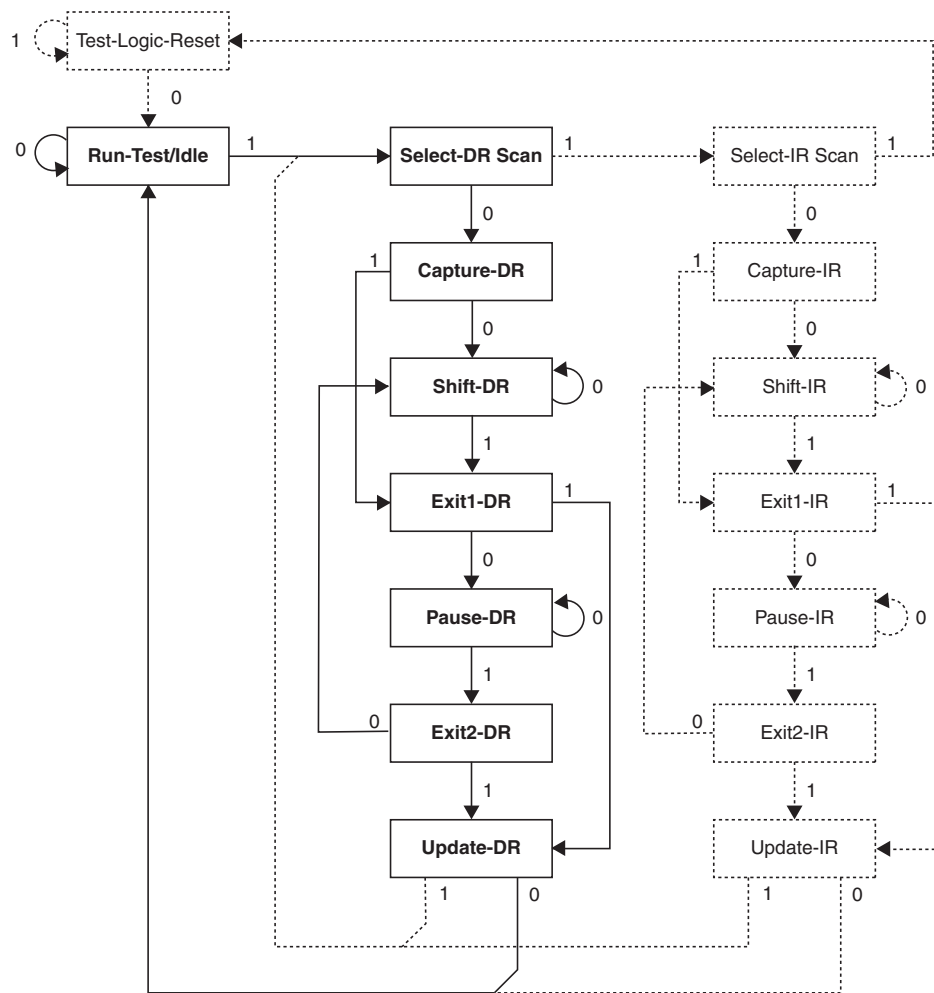 1 Test-Logic-Reset
0
0 Run-Test/Idle 1 Select-DR Scan 1 Select-IR Scan 1
0 0
1 Capture-DR 1 Capture-IR
0 0
Shift-DR 0 Shift-IR 0
1 1
Exit1-DR 1 Exit1-IR 1
0 0
Pause-DR 0 Pause-IR 0
1 1
0 Exit2-DR 0 Exit2-IR
1 1
Update-DR Update-IR
1 0 1 0